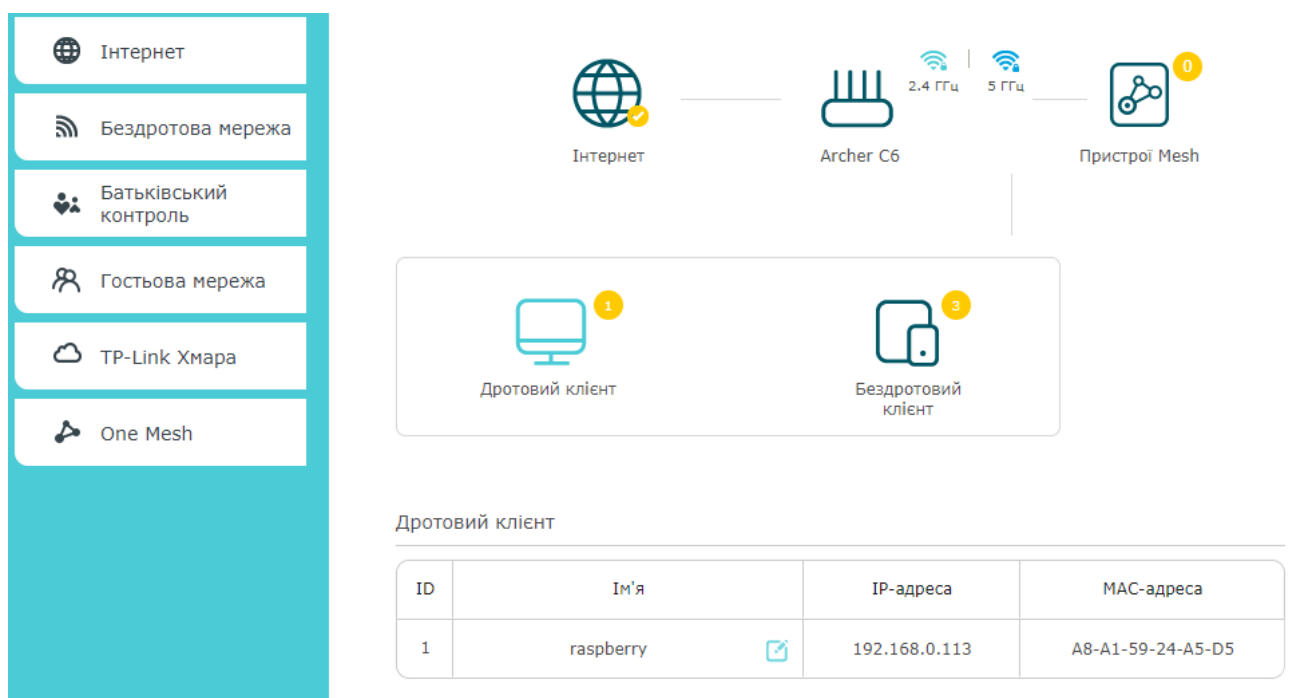 Інтернет
Бездротова мережа
Батьківський
контроль
Гостьова мережа
TP-Link Хмара
One Mesh
2.4 ГГц
5 ГГц
0
Інтернет
Archer C6
Пристрої Mesh
1
3
Дротовий клієнт
Бездротовий
клієнт
Дротовий клієнт
ID Ім'я IP-адреса MAC-адреса
1 raspberry 192.168.0.113 A8-A1-59-24-A5-D5